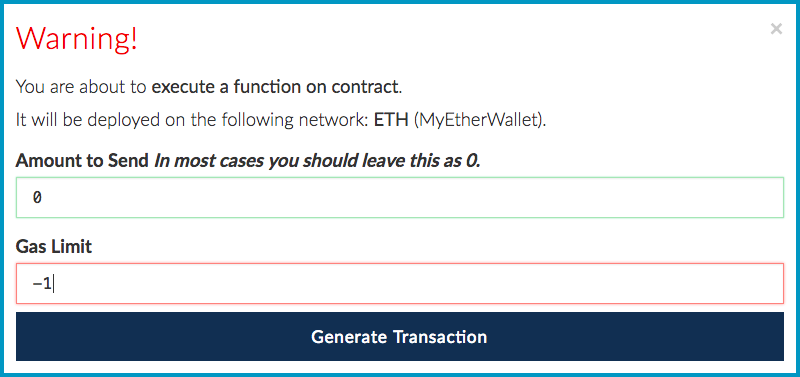 Warning!
×
You are about to execute a function on contract.
It will be deployed on the following network: ETH (MyEtherWallet).
Amount to Send In most cases you should leave this as 0.
0
Gas Limit
–1
Generate Transaction